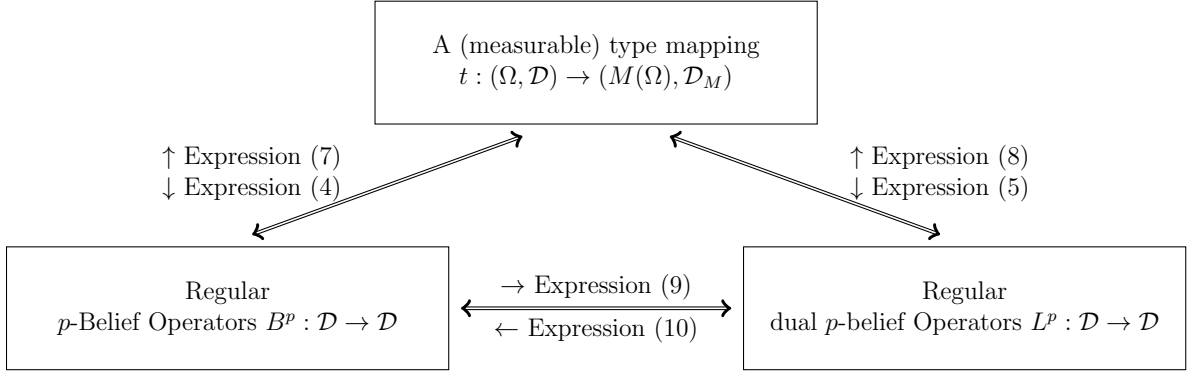 A (measurable) type mapping
t : (Ω, 𝒟) → (M(Ω), 𝒟_M)
↑ Expression (7)
↓ Expression (4)
↑ Expression (8)
↓ Expression (5)
Regular
p-Belief Operators B^p : 𝒟 → 𝒟
→ Expression (9)
← Expression (10)
Regular
dual p-belief Operators L^p : 𝒟 → 𝒟